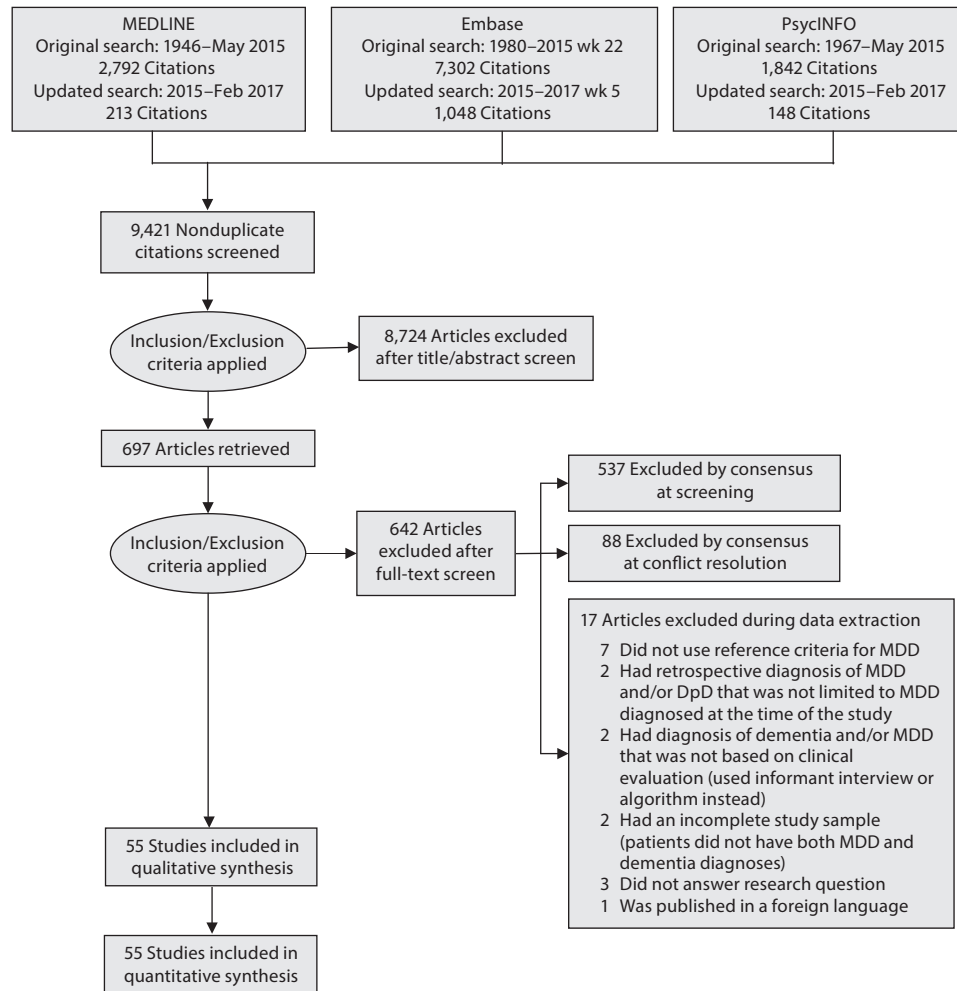 MEDLINE
Original search: 1946–May 2015
2,792 Citations
Updated search: 2015–Feb 2017
213 Citations
Embase
Original search: 1980–2015 wk 22
7,302 Citations
Updated search: 2015–2017 wk 5
1,048 Citations
PsycINFO
Original search: 1967–May 2015
1,842 Citations
Updated search: 2015–Feb 2017
148 Citations
9,421 Nonduplicate
citations screened
Inclusion/Exclusion
criteria applied
8,724 Articles excluded
after title/abstract screen
697 Articles retrieved
Inclusion/Exclusion
criteria applied
642 Articles
excluded after
full-text screen
537 Excluded by consensus
at screening
88 Excluded by consensus
at conflict resolution
17 Articles excluded during data extraction
7 Did not use reference criteria for MDD
2 Had retrospective diagnosis of MDD
and/or DpD that was not limited to MDD
diagnosed at the time of the study
2 Had diagnosis of dementia and/or MDD
that was not based on clinical
evaluation (used informant interview or
algorithm instead)
2 Had an incomplete study sample
(patients did not have both MDD and
dementia diagnoses)
3 Did not answer research question
1 Was published in a foreign language
55 Studies included in
qualitative synthesis
55 Studies included in
quantitative synthesis